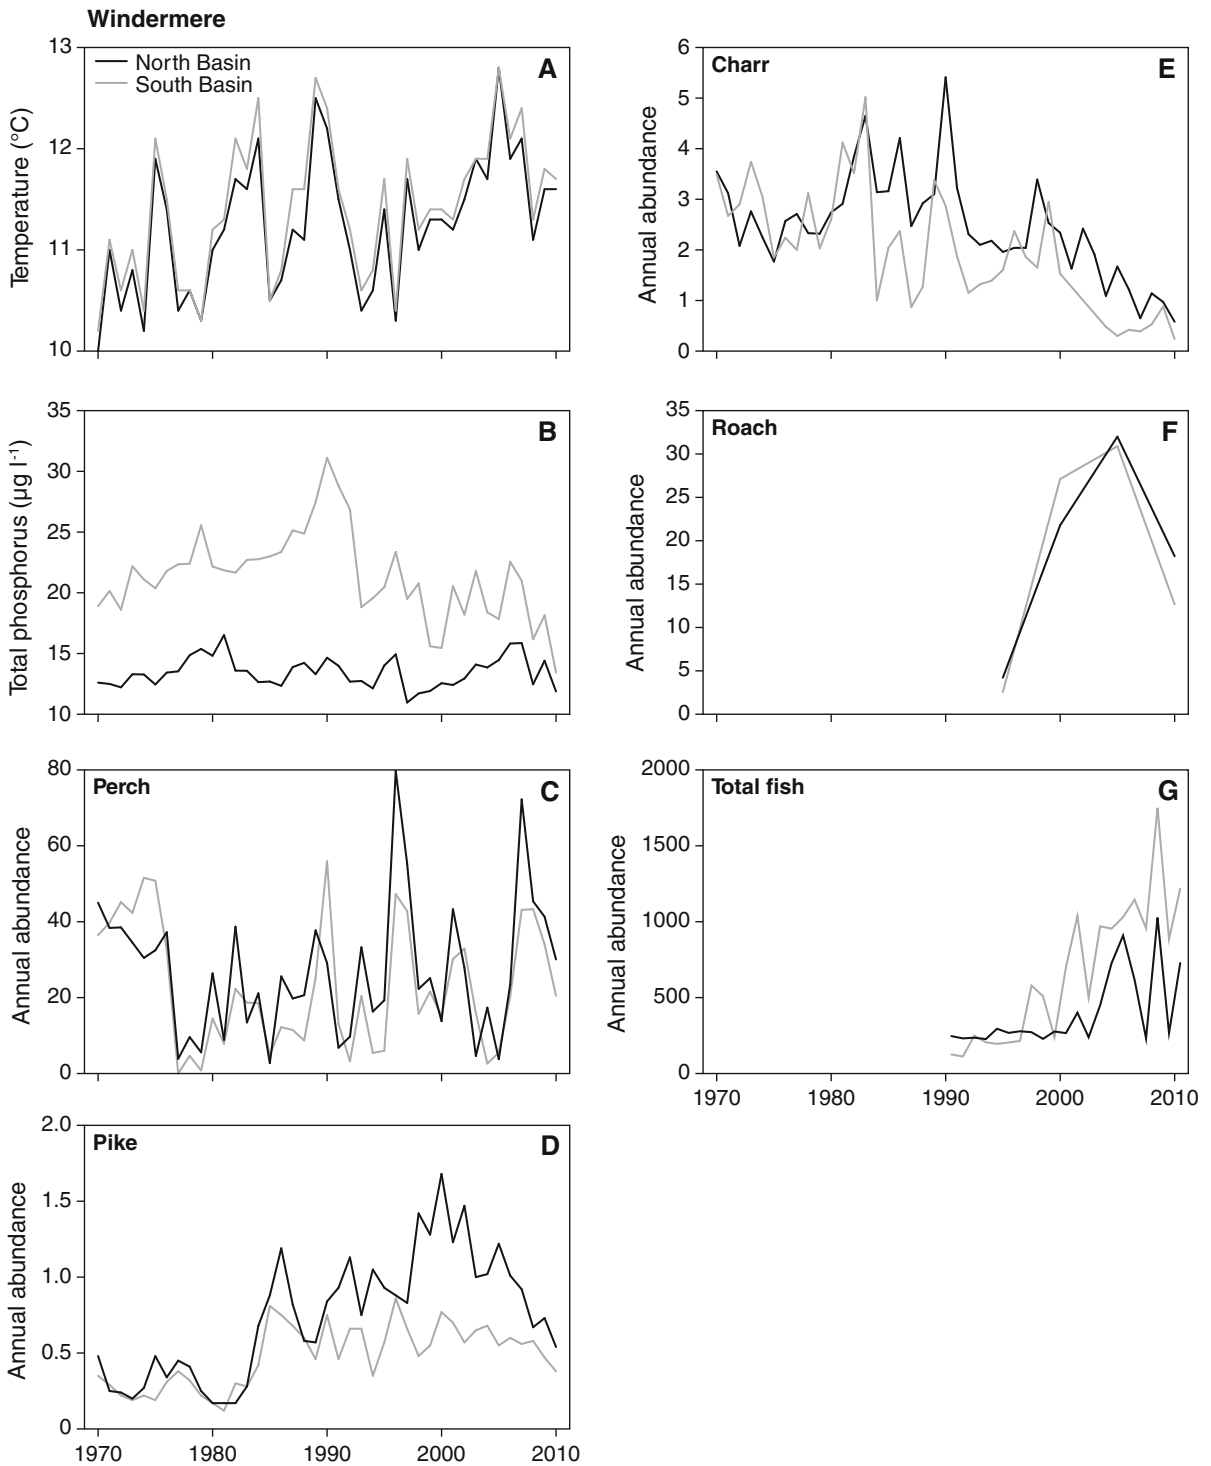 Windermere
13
12
11
10
Temperature (°C)
North Basin
South Basin
A
35
30
25
20
15
10
Total phosphorus (µg l⁻¹)
B
80
60
40
20
0
Annual abundance
Perch
C
2.0
1.5
1.0
0.5
0
Annual abundance
Pike
D
1970 1980 1990 2000 2010
6
5
4
3
2
1
0
Annual abundance
Charr
E
35
30
25
20
15
10
5
0
Annual abundance
Roach
F
2000
1500
1000
500
0
Annual abundance
Total fish
G
1970 1980 1990 2000 2010